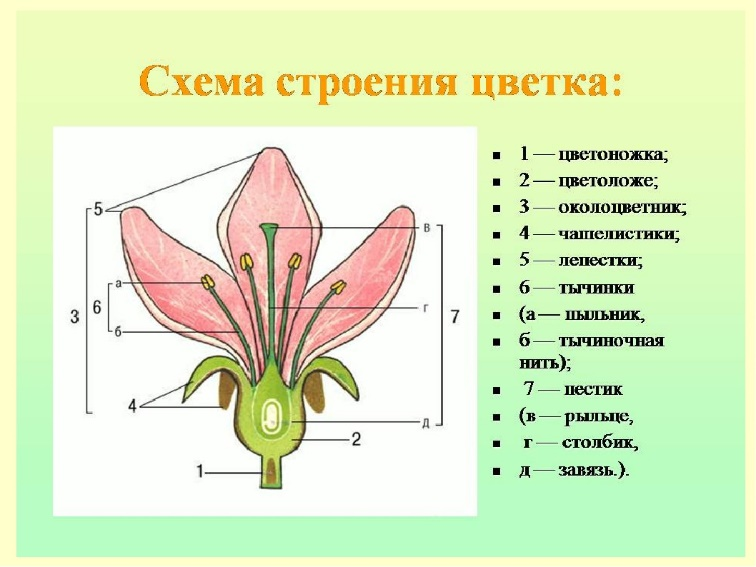 Схема строения цветка:
1 — цветоножка;
2 — цветоложе;
3 — околоцветник;
4 — чашелистики;
5 — лепестки;
6 — тычинки
(а — пыльник,
б — тычиночная
нить);
7 — пестик
(в — рыльце,
г — столбик,
д — завязь.).
5
в
а
3
6
г
7
б
4
д
2
1